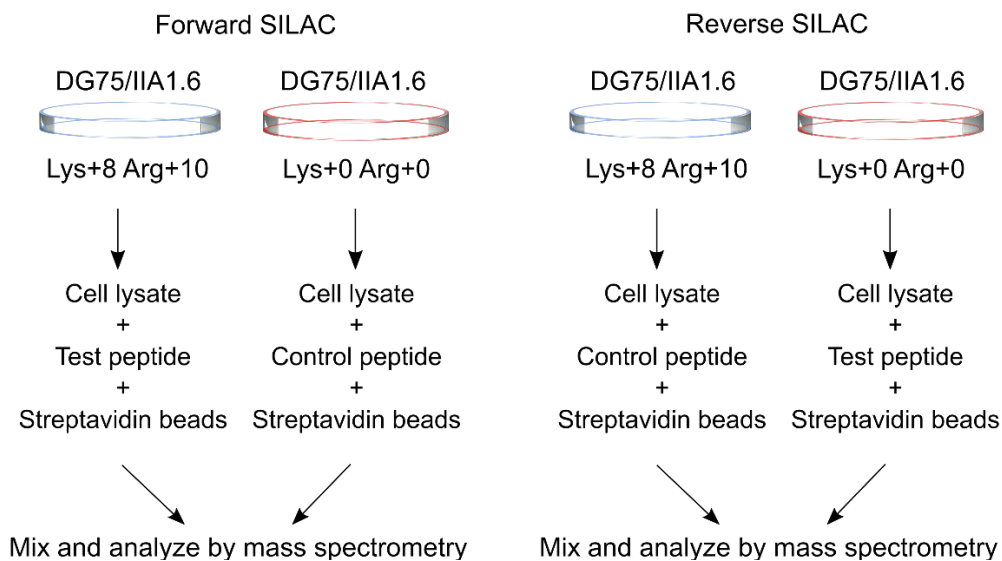 Forward SILAC
DG75/IIA1.6 DG75/IIA1.6
Lys+8 Arg+10 Lys+0 Arg+0
Cell lysate Cell lysate
+ +
Test peptide Control peptide
+ +
Streptavidin beads Streptavidin beads
Mix and analyze by mass spectrometry
Reverse SILAC
DG75/IIA1.6 DG75/IIA1.6
Lys+8 Arg+10 Lys+0 Arg+0
Cell lysate Cell lysate
+ +
Control peptide Test peptide
+ +
Streptavidin beads Streptavidin beads
Mix and analyze by mass spectrometry